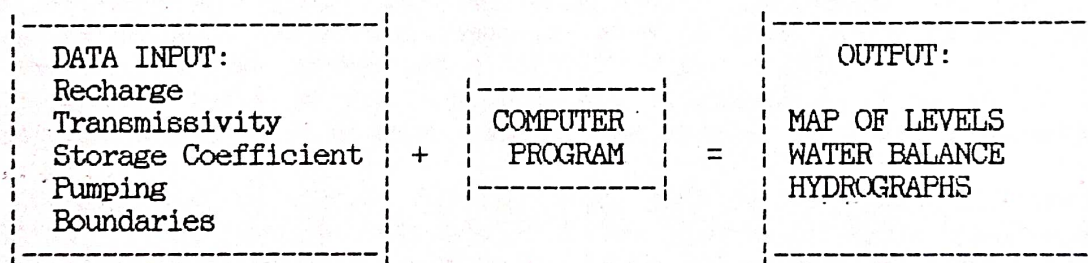 DATA INPUT:
Recharge
Transmissivity
Storage Coefficient
Pumping
Boundaries
+
COMPUTER
PROGRAM
=
OUTPUT:
MAP OF LEVELS
WATER BALANCE
HYDROGRAPHS